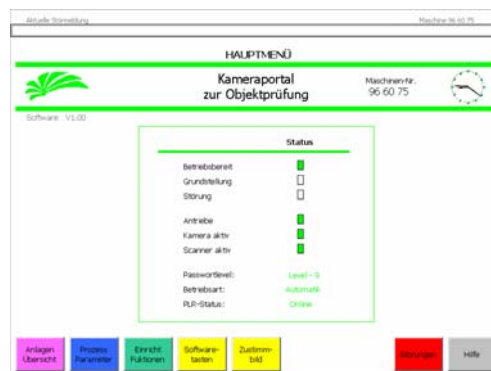 Aktuelle Störmeldung Maschine 96 60 75
HAUPTMENÜ
Kameraportal
zur Objektprüfung
Maschinen-Nr.
96 60 75
Software V1.00
Status
Betriebsbereit
Grundstellung
Störung
Antriebe
Kamera aktiv
Scanner aktiv
Passwortlevel: Level - 0
Betriebsart: Automatik
PLR-Status: Online
Anlagen
Übersicht
Prozess
Parameter
Einricht
Fuktionen
Software-
tasten
Zustimm-
bild
Störungen
Hilfe